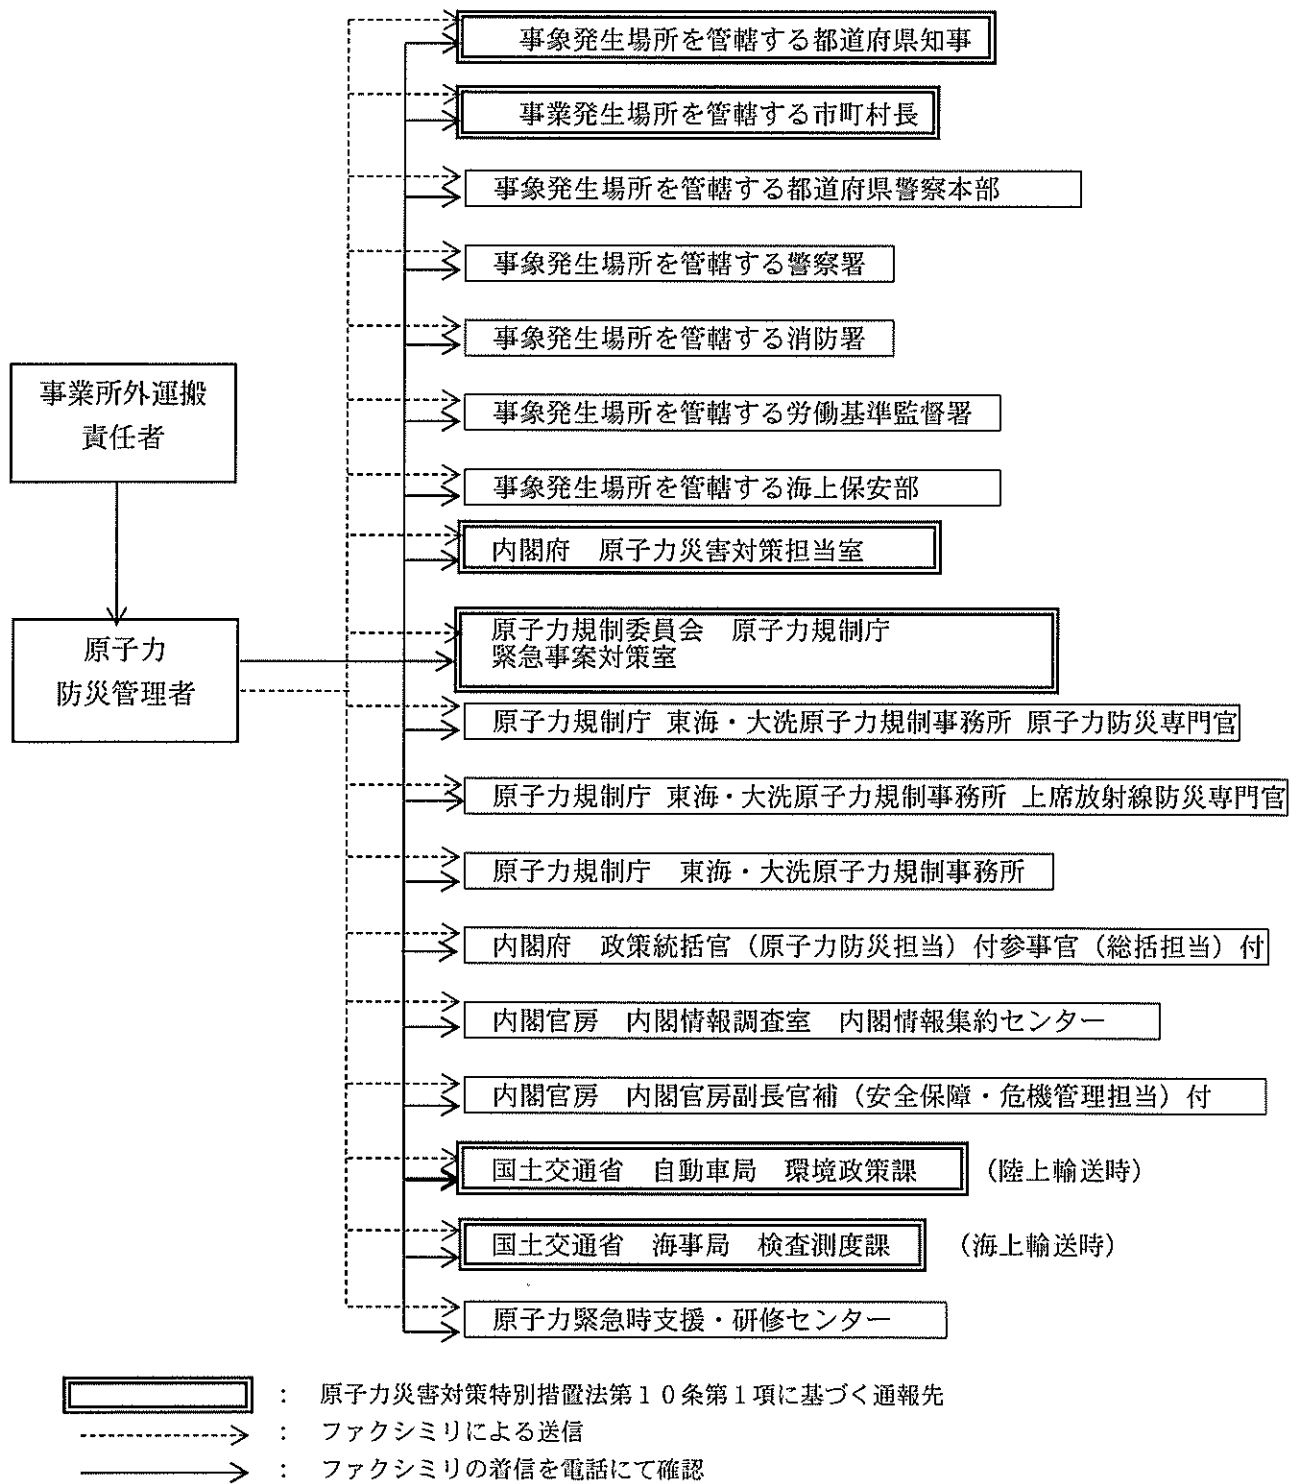 事象発生場所を管轄する都道府県知事
事業発生場所を管轄する市町村長
事象発生場所を管轄する都道府県警察本部
事象発生場所を管轄する警察署
事象発生場所を管轄する消防署
事業所外運搬
責任者
事象発生場所を管轄する労働基準監督署
事象発生場所を管轄する海上保安部
内閣府 原子力災害対策担当室
原子力規制委員会 原子力規制庁
緊急事案対策室
原子力
防災管理者
原子力規制庁 東海・大洗原子力規制事務所 原子力防災専門官
原子力規制庁 東海・大洗原子力規制事務所 上席放射線防災専門官
原子力規制庁 東海・大洗原子力規制事務所
内閣府 政策統括官（原子力防災担当）付参事官（総括担当）付
内閣官房 内閣情報調査室 内閣情報集約センター
内閣官房 内閣官房副長官補（安全保障・危機管理担当）付
国土交通省 自動車局 環境政策課 （陸上輸送時）
国土交通省 海事局 検査測度課 （海上輸送時）
原子力緊急時支援・研修センター
： 原子力災害対策特別措置法第１０条第１項に基づく通報先
： ファクシミリによる送信
： ファクシミリの着信を電話にて確認